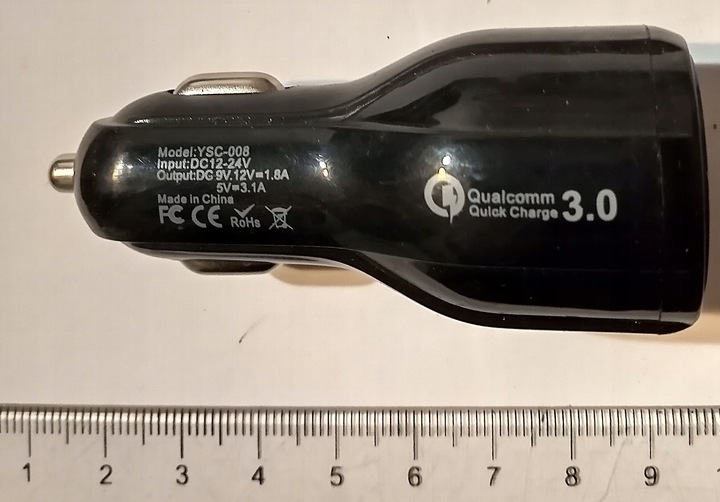 Model:YSC-008
Input:DC12-24V
Output:DC 9V.12V=1.8A
5V=3.1A
Made in China
FC CE RoHs
Qualcomm
Quick Charge 3.0
1 2 3 4 5 6 7 8 9